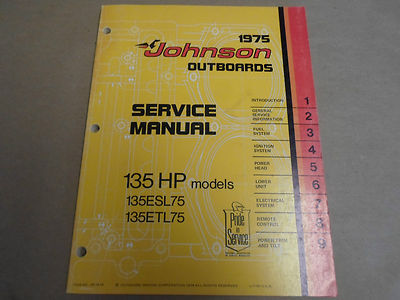 1975
Johnson
OUTBOARDS
SERVICE
MANUAL
135 HP models
135ESL75
135ETL75
Pride
in
Service
INTRODUCTION 1
GENERAL
SERVICE
INFORMATION 2
FUEL
SYSTEM 3
IGNITION
SYSTEM 4
POWER
HEAD 5
LOWER
UNIT 6
ELECTRICAL
SYSTEM 7
REMOTE
CONTROL 8
POWER TRIM
AND TILT 9